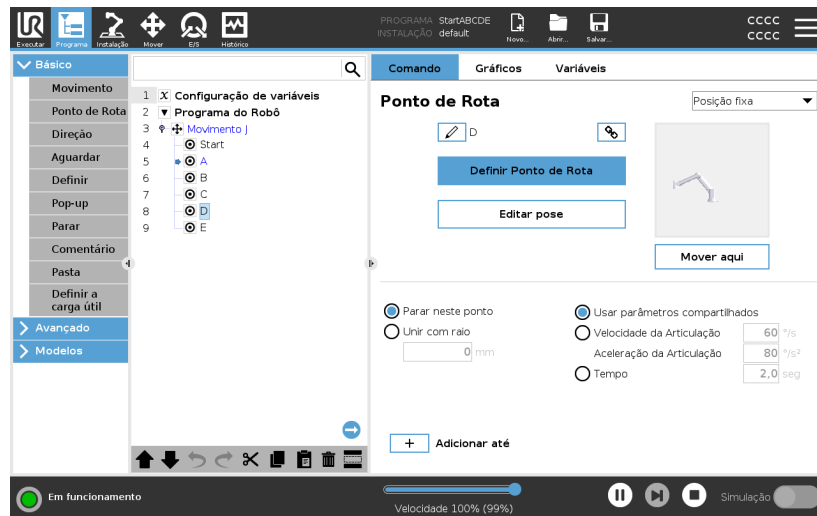 PROGRAMA StartABCDE
INSTALAÇÃO default
UR
Executar Programa Instalação Mover E/S Histórico
Novo... Abrir... Salvar...
cccc
cccc
Básico
Movimento
Ponto de Rota
Direção
Aguardar
Definir
Pop-up
Parar
Comentário
Pasta
Definir a
carga útil
Avançado
Modelos
1 X Configuração de variáveis
2 Programa do Robô
3 Movimento J
4 Start
5 A
6 B
7 C
8 D
9 E
Comando Gráficos Variáveis
Ponto de Rota
Posição fixa
D
Definir Ponto de Rota
Editar pose
Mover aqui
Parar neste ponto
Unir com raio
0 mm
Usar parâmetros compartilhados
Velocidade da Articulação 60 °/s
Aceleração da Articulação 80 °/s²
Tempo 2,0 seg
+ Adicionar até
Em funcionamento
Velocidade 100% (99%)
Simulação